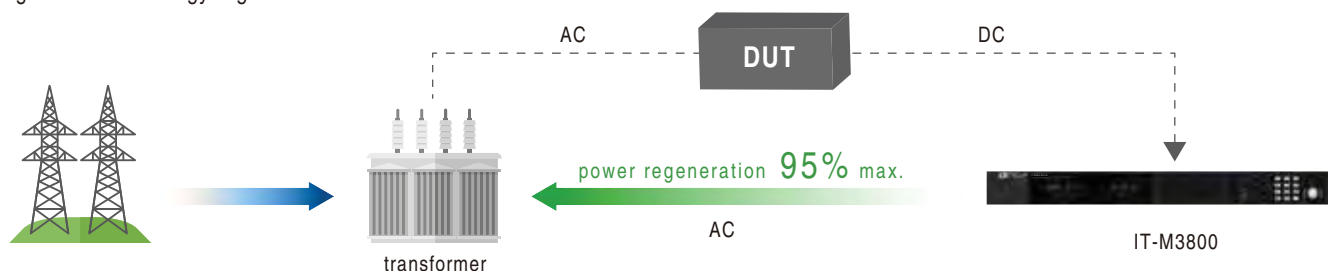 AC
DUT
DC
power regeneration 95% max.
AC
IT-M3800
transformer